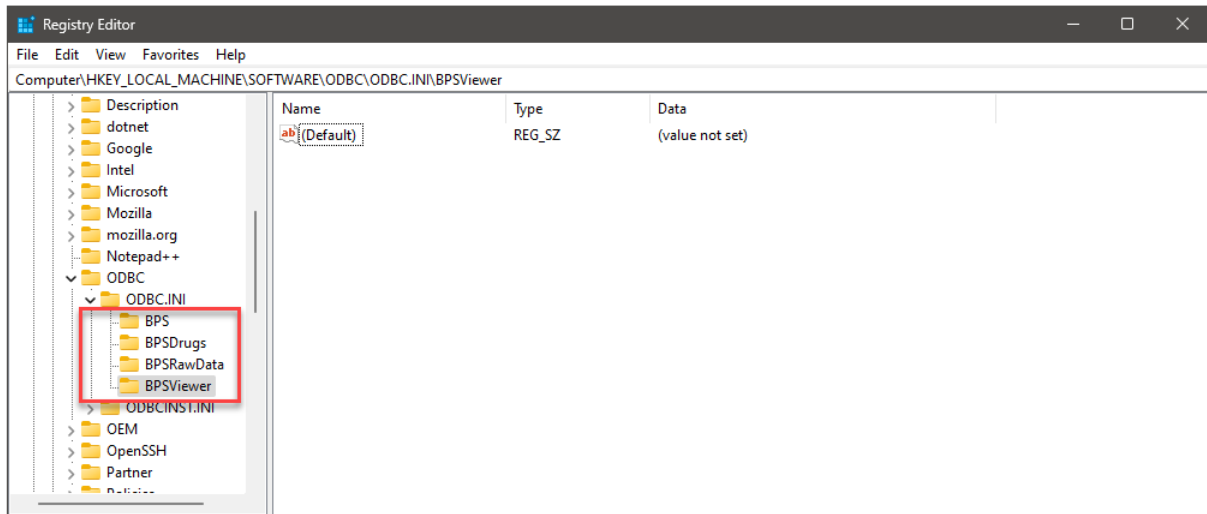 Registry Editor
File Edit View Favorites Help
Computer\HKEY_LOCAL_MACHINE\SOFTWARE\ODBC\ODBC.INI\BPSViewer
Description
dotnet
Google
Intel
Microsoft
Mozilla
mozilla.org
Notepad++
ODBC
ODBC.INI
BPS
BPSDrugs
BPSRawData
BPSViewer
ODBCINST.INI
OEM
OpenSSH
Partner
Policies
Name Type Data
ab (Default) REG_SZ (value not set)